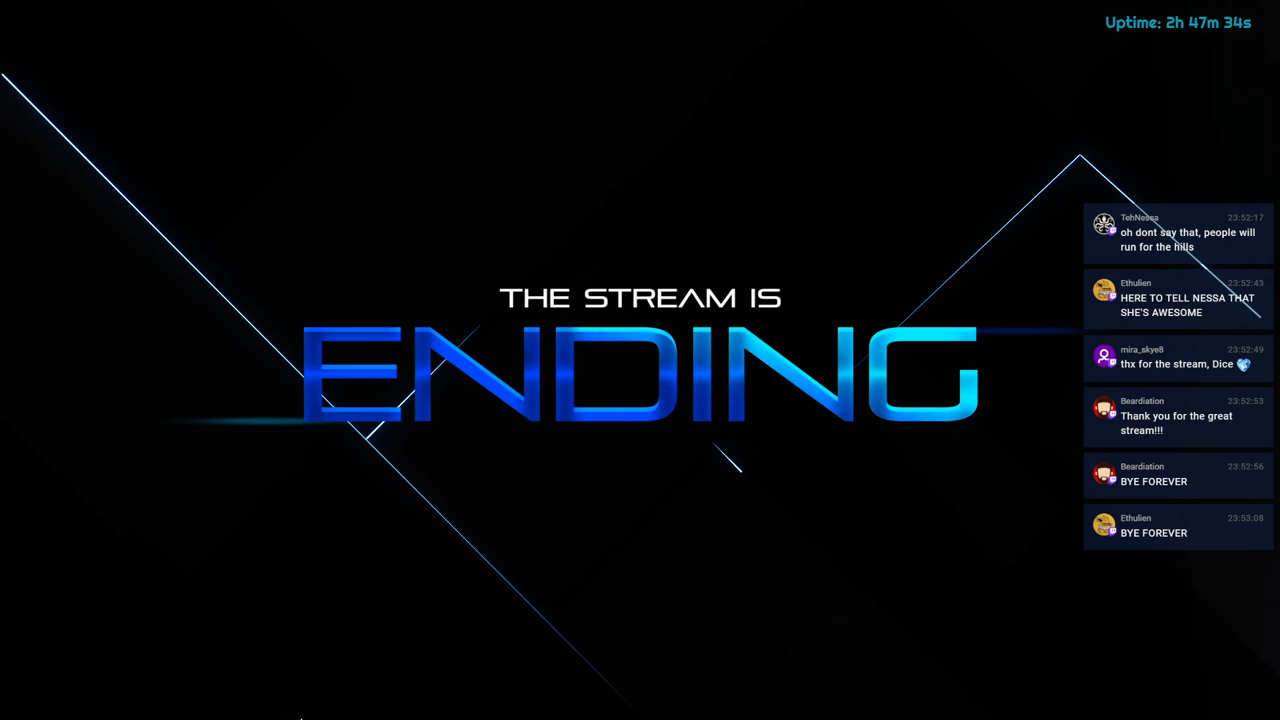 Uptime: 2h 47m 34s
THE STREAM IS
ENDING
TehNessa 23:52:17
oh dont say that, people will
run for the hills
Ethulien 23:52:43
HERE TO TELL NESSA THAT
SHE'S AWESOME
mira_skye8 23:52:49
thx for the stream, Dice
Beardiation 23:52:53
Thank you for the great
stream!!!
Beardiation 23:52:56
BYE FOREVER
Ethulien 23:53:08
BYE FOREVER